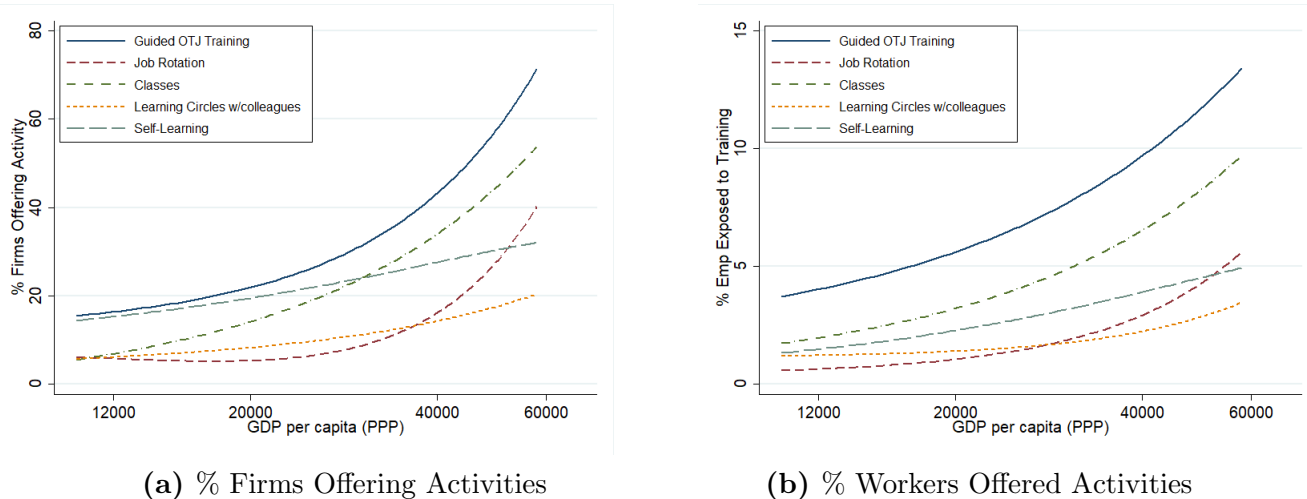 80
60
40
20
0
% Firms Offering Activity
Guided OTJ Training
Job Rotation
Classes
Learning Circles w/colleagues
Self-Learning
12000 20000 40000 60000
GDP per capita (PPP)
(a) % Firms Offering Activities
15
10
5
0
% Emp Exposed to Training
Guided OTJ Training
Job Rotation
Classes
Learning Circles w/colleagues
Self-Learning
12000 20000 40000 60000
GDP per capita (PPP)
(b) % Workers Offered Activities